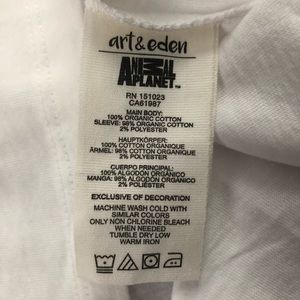 art&eden
ANIMAL
PLANET™
RN 151023
CA61987
MAIN BODY:
100% ORGANIC COTTON
SLEEVE: 98% ORGANIC COTTON
2% POLYESTER
HAUPTKÖRPER:
100% COTTON ORGANIQUE
ÄRMEL: 98% COTTON ORGANIQUE
2% POLYESTER
CUERPO PRINCIPAL:
100% ALGODÓN ORGÁNICO
MANGA: 98% ALGODÓN ORGÁNICO
2% POLIÉSTER
EXCLUSIVE OF DECORATION
MACHINE WASH COLD WITH
SIMILAR COLORS
ONLY NON CHLORINE BLEACH
WHEN NEEDED
TUMBLE DRY LOW
WARM IRON